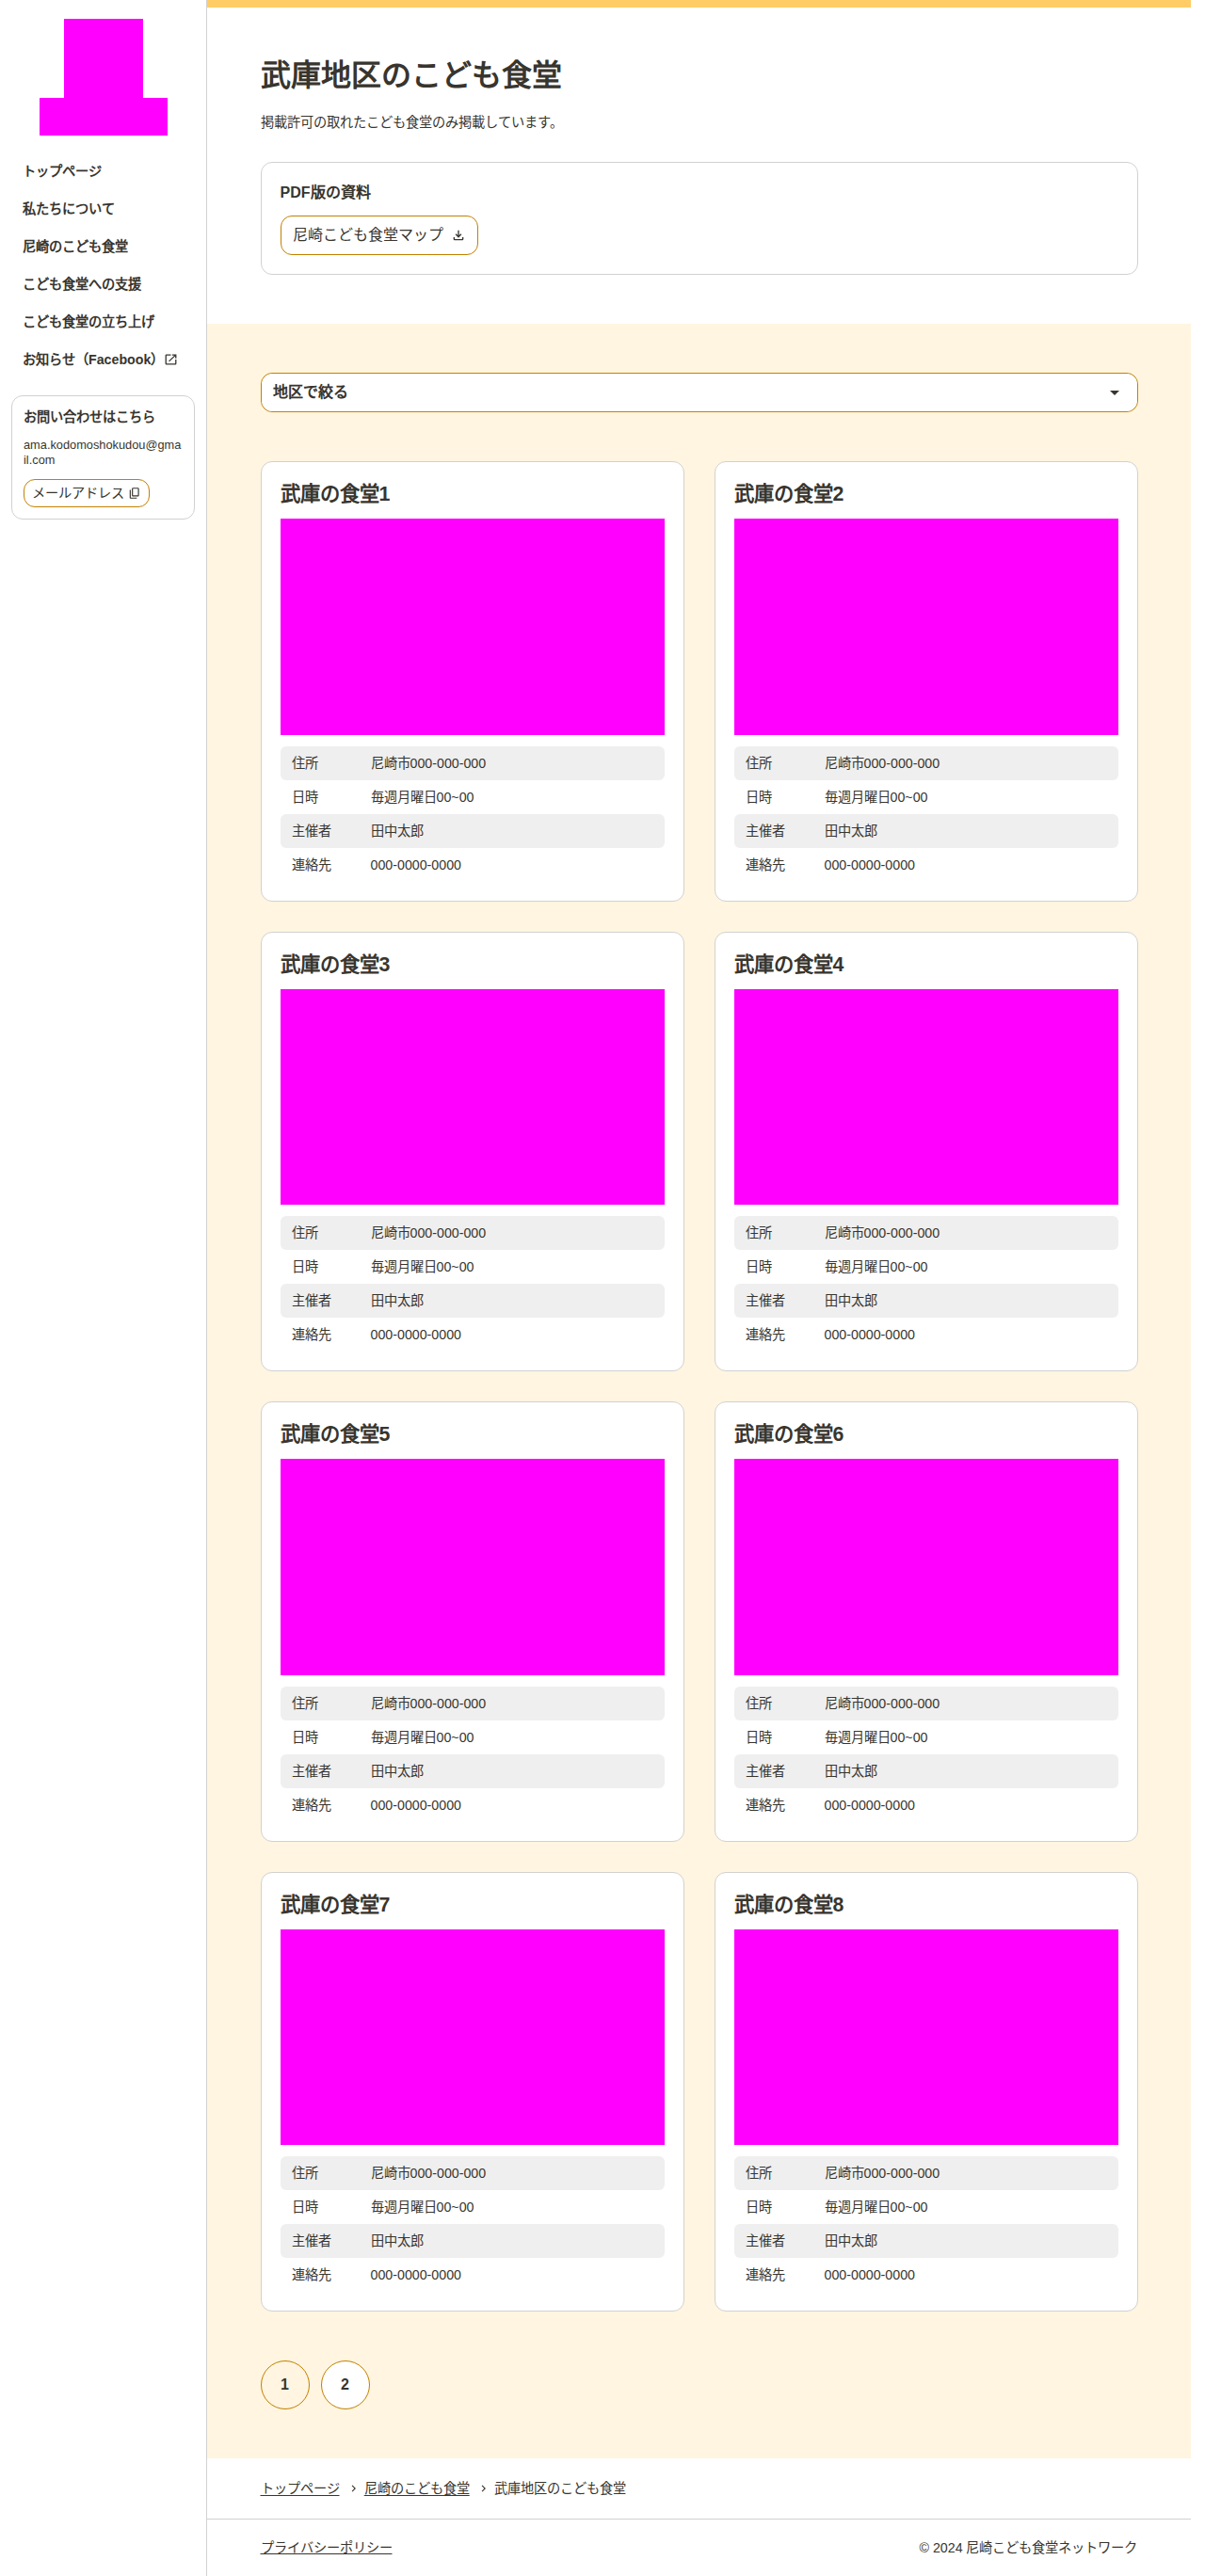 トップページ
私たちについて
尼崎のこども食堂
こども食堂への支援
こども食堂の立ち上げ
お知らせ（Facebook）
お問い合わせはこちら
ama.kodomoshokudou@gma
il.com
メールアドレス
武庫地区のこども食堂
掲載許可の取れたこども食堂のみ掲載しています。
PDF版の資料
尼崎こども食堂マップ
地区で絞る
武庫の食堂1
住所 尼崎市000-000-000
日時 毎週月曜日00~00
主催者 田中太郎
連絡先 000-0000-0000
武庫の食堂2
住所 尼崎市000-000-000
日時 毎週月曜日00~00
主催者 田中太郎
連絡先 000-0000-0000
武庫の食堂3
住所 尼崎市000-000-000
日時 毎週月曜日00~00
主催者 田中太郎
連絡先 000-0000-0000
武庫の食堂4
住所 尼崎市000-000-000
日時 毎週月曜日00~00
主催者 田中太郎
連絡先 000-0000-0000
武庫の食堂5
住所 尼崎市000-000-000
日時 毎週月曜日00~00
主催者 田中太郎
連絡先 000-0000-0000
武庫の食堂6
住所 尼崎市000-000-000
日時 毎週月曜日00~00
主催者 田中太郎
連絡先 000-0000-0000
武庫の食堂7
住所 尼崎市000-000-000
日時 毎週月曜日00~00
主催者 田中太郎
連絡先 000-0000-0000
武庫の食堂8
住所 尼崎市000-000-000
日時 毎週月曜日00~00
主催者 田中太郎
連絡先 000-0000-0000
1 2
トップページ › 尼崎のこども食堂 › 武庫地区のこども食堂
プライバシーポリシー © 2024 尼崎こども食堂ネットワーク